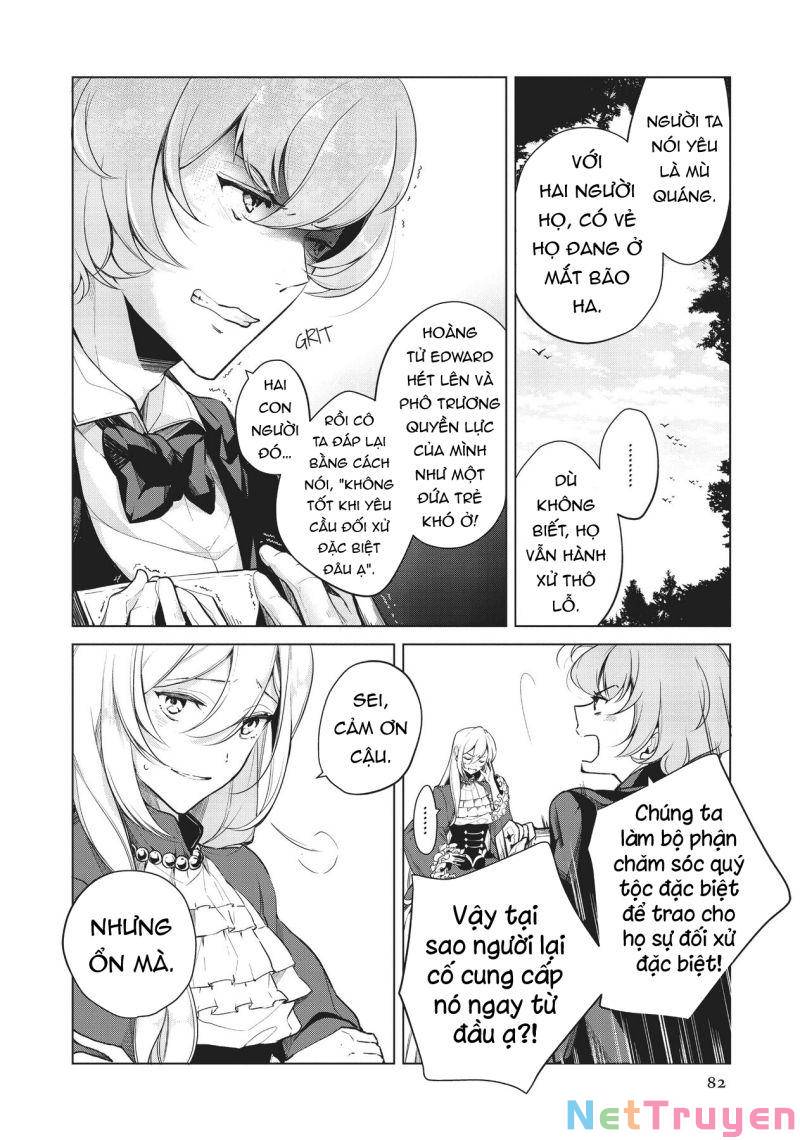 NGƯỜI TA
NÓI YÊU
LÀ MÙ
QUÁNG.
VỚI
HAI NGƯỜI
HỌ, CÓ VẺ
HỌ ĐANG Ở
MẮT BÃO
HA.
........
DÙ
KHÔNG
BIẾT, HỌ
VẪN HÀNH
XỬ THÔ
LỖ.
HOÀNG
TỬ EDWARD
HÉT LÊN VÀ
PHÔ TRƯƠNG
QUYỀN LỰC
CỦA MÌNH
NHƯ MỘT
ĐỨA TRẺ
KHÓ Ở!
RỒI CÔ
TA ĐÁP LẠI
BẰNG CÁCH
NÓI, "KHÔNG
TỐT KHI YÊU
CẦU ĐỐI XỬ
ĐẶC BIỆT
ĐÂU Ạ".
HAI
CON
NGƯỜI
ĐÓ...
GRIT
Chúng ta
làm bộ phận
chăm sóc quý
tộc đặc biệt
để trao cho
họ sự đối xử
đặc biệt!
Vậy tại
sao người lại
cố cung cấp
nó ngay từ
đầu ạ?!
......
SEI,
CẢM ƠN
CẬU.
NHƯNG
ỔN MÀ.
82
NetTruyen